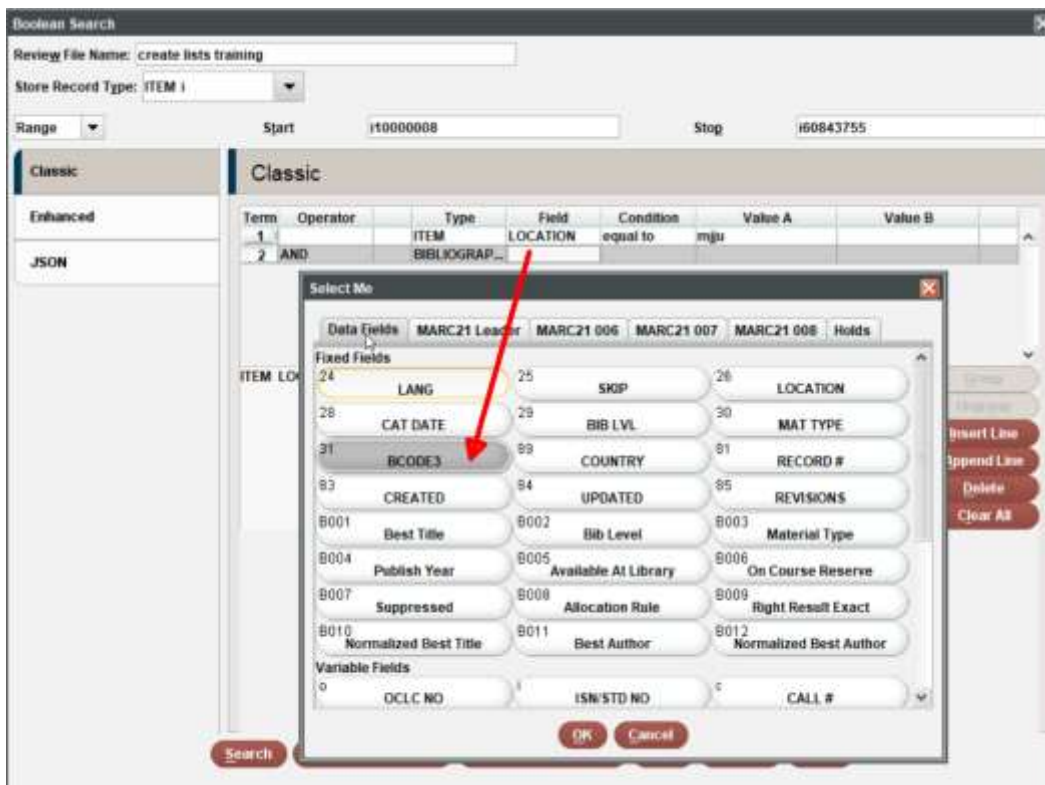 Boolean Search
Review File Name: create lists training
Store Record Type: ITEM i
Range Start i10000008 Stop i60843755
Classic
Enhanced
JSON
Classic
Term Operator Type Field Condition Value A Value B
1 ITEM LOCATION equal to mjju
2 AND BIBLIOGRAP...
ITEM LO
Select Me
Data Fields MARC21 Leader MARC21 006 MARC21 007 MARC21 008 Holds
Fixed Fields
24 LANG 25 SKIP 26 LOCATION
28 CAT DATE 29 BIB LVL 30 MAT TYPE
31 BCODE3 89 COUNTRY 81 RECORD #
83 CREATED 84 UPDATED 85 REVISIONS
B001 Best Title B002 Bib Level B003 Material Type
B004 Publish Year B005 Available At Library B006 On Course Reserve
B007 Suppressed B008 Allocation Rule B009 Right Result Exact
B010 Normalized Best Title B011 Best Author B012 Normalized Best Author
Variable Fields
o OCLC NO i ISN/STD NO c CALL #
OK Cancel
Group
Insert Line
Append Line
Delete
Clear All
Search